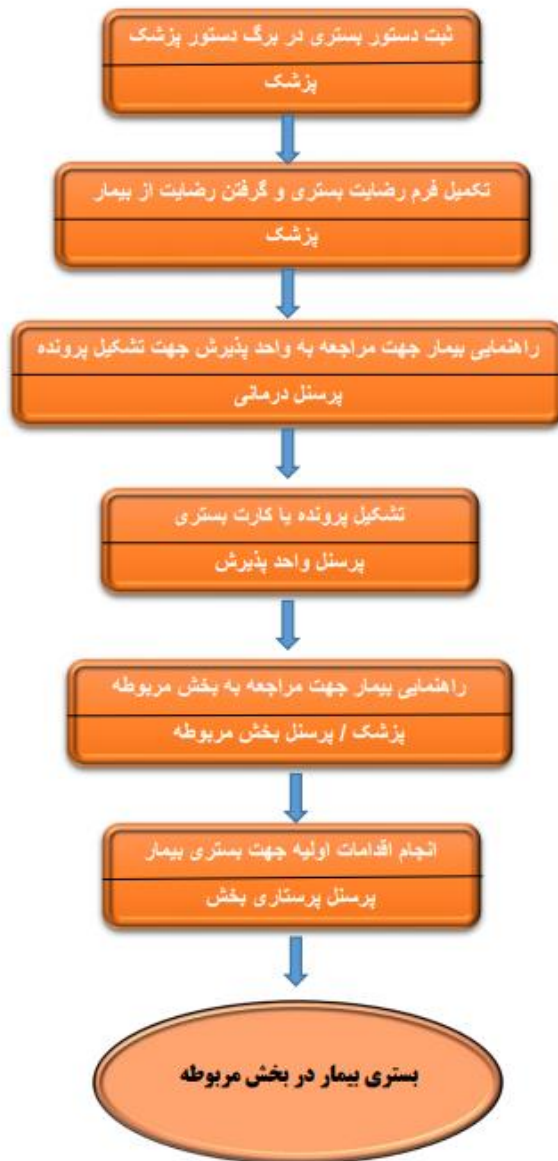 ثبت دستور بستری در برگ دستور پزشک
پزشک
تکمیل فرم رضایت بستری و گرفتن رضایت از بیمار
پزشک
راهنمایی بیمار جهت مراجعه به واحد پذیرش جهت تشکیل پرونده
پرسنل درمانی
تشکیل پرونده یا کارت بستری
پرسنل واحد پذیرش
راهنمایی بیمار جهت مراجعه به بخش مربوطه
پزشک / پرسنل بخش مربوطه
انجام اقدامات اولیه جهت بستری بیمار
پرسنل پرستاری بخش
بستری بیمار در بخش مربوطه